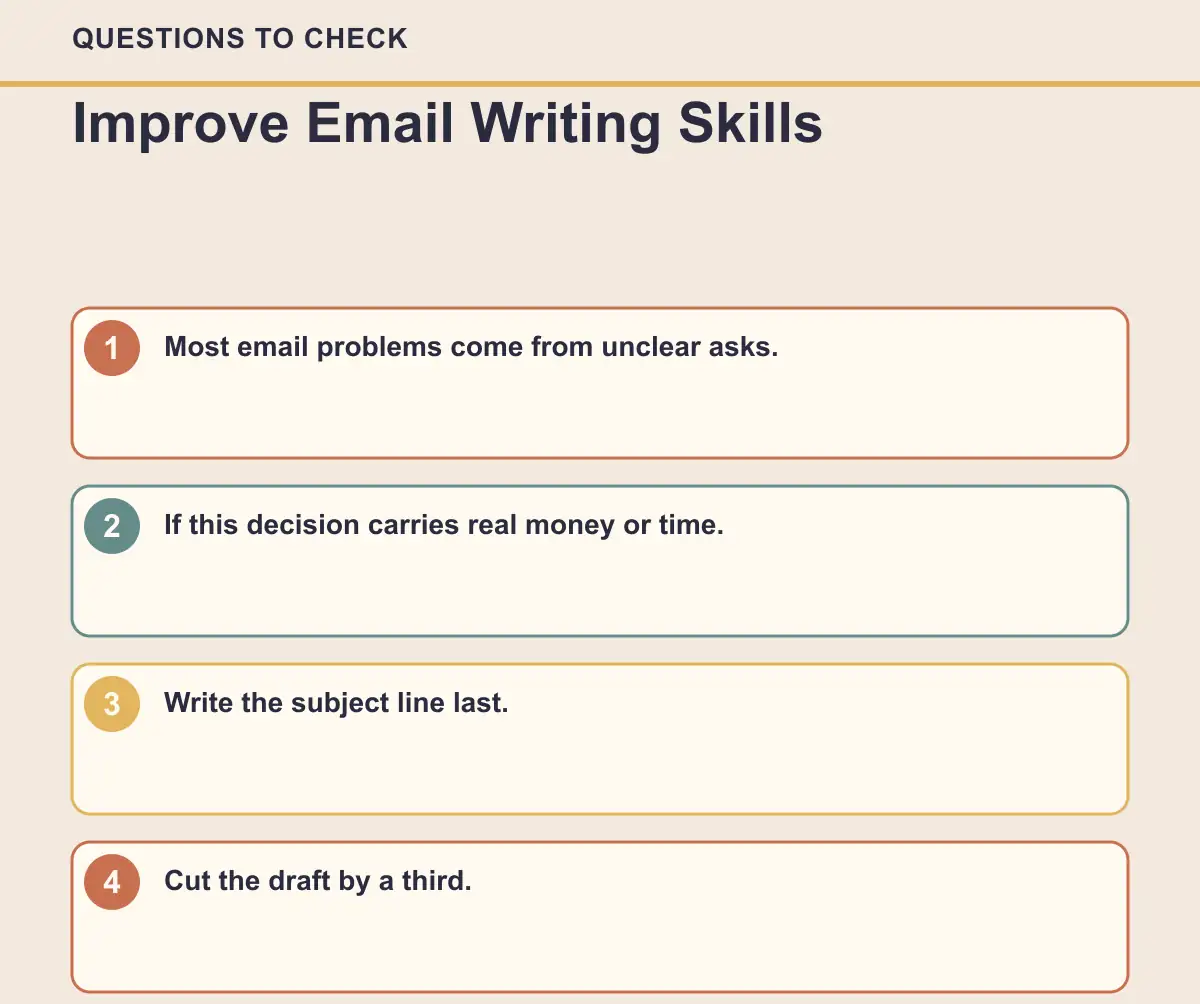 QUESTIONS TO CHECK
Improve Email Writing Skills
1 Most email problems come from unclear asks.
2 If this decision carries real money or time.
3 Write the subject line last.
4 Cut the draft by a third.